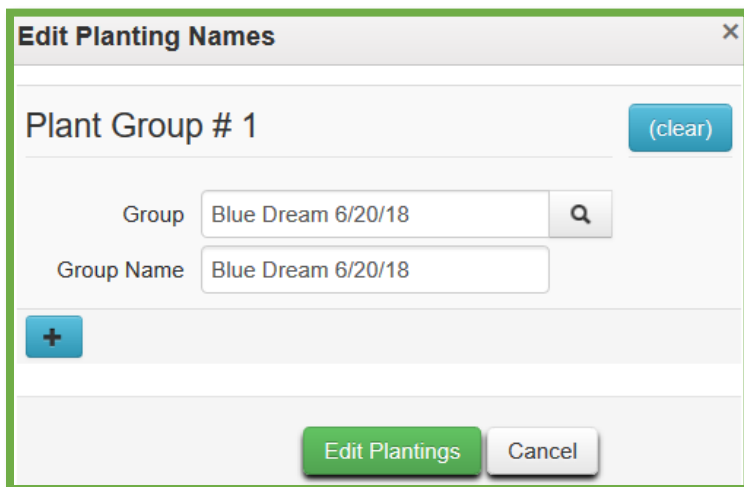 Edit Planting Names ×
Plant Group # 1 (clear)
Group Blue Dream 6/20/18
Group Name Blue Dream 6/20/18
+
Edit Plantings Cancel